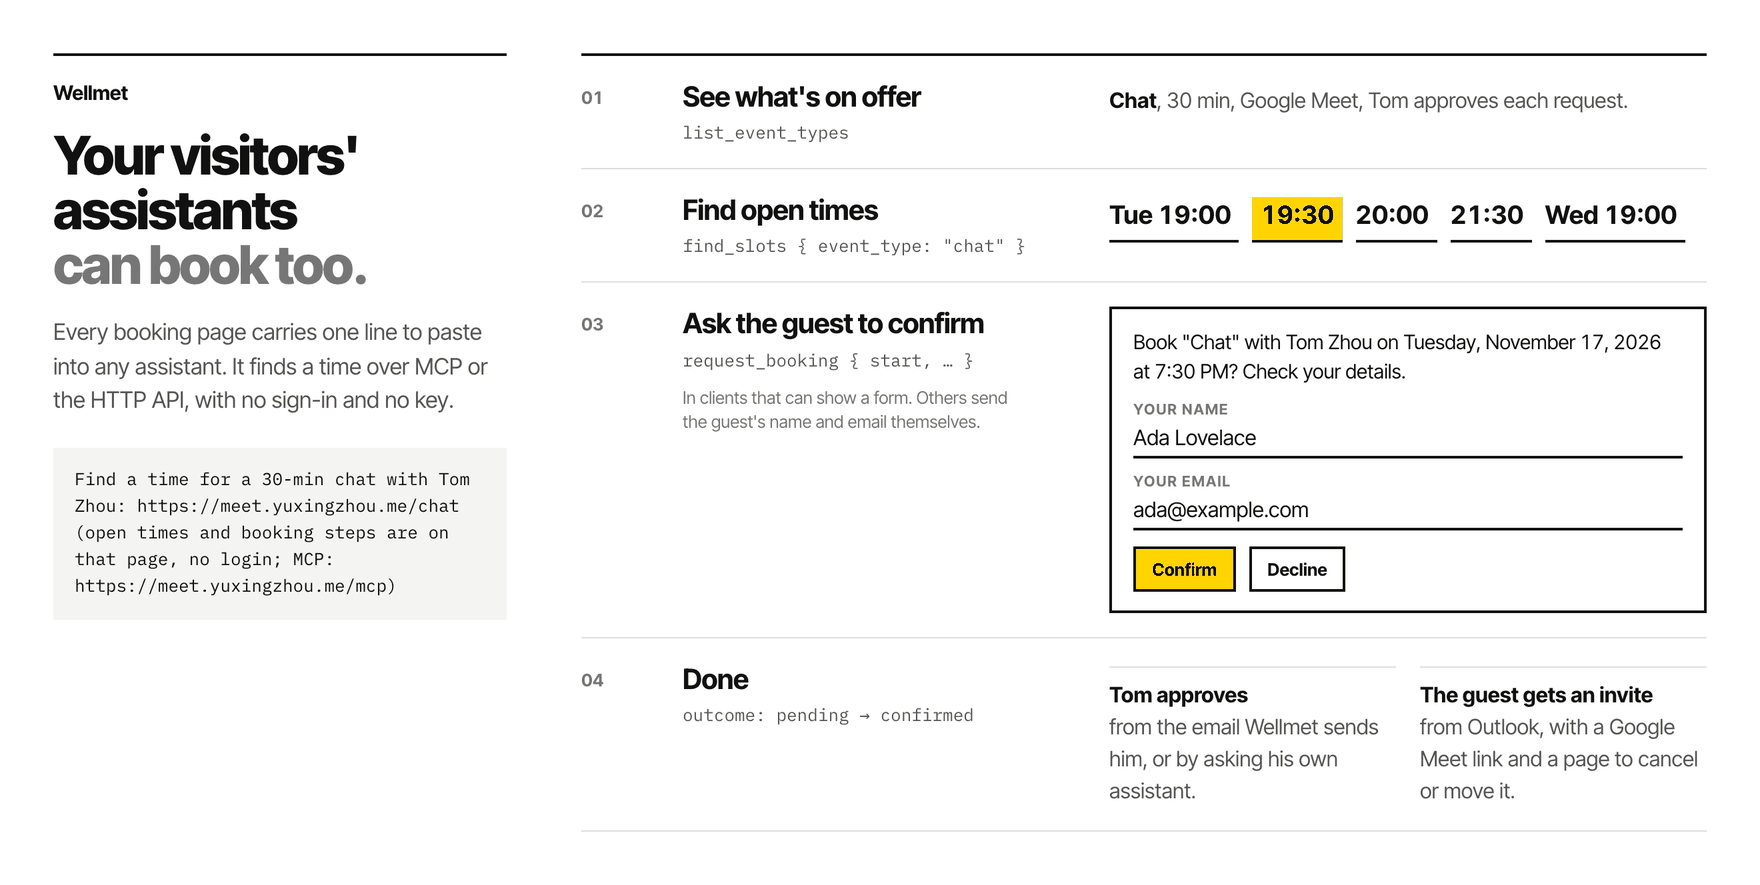 Wellmet
Your visitors'
assistants
can book too.
Every booking page carries one line to paste
into any assistant. It finds a time over MCP or
the HTTP API, with no sign-in and no key.
Find a time for a 30-min chat with Tom
Zhou: https://meet.yuxingzhou.me/chat
(open times and booking steps are on
that page, no login; MCP:
https://meet.yuxingzhou.me/mcp)
01
See what's on offer
list_event_types
Chat, 30 min, Google Meet, Tom approves each request.
02
Find open times
find_slots { event_type: "chat" }
Tue 19:00 19:30 20:00 21:30 Wed 19:00
03
Ask the guest to confirm
request_booking { start, … }
In clients that can show a form. Others send
the guest's name and email themselves.
Book "Chat" with Tom Zhou on Tuesday, November 17, 2026
at 7:30 PM? Check your details.
YOUR NAME
Ada Lovelace
YOUR EMAIL
ada@example.com
Confirm Decline
04
Done
outcome: pending → confirmed
Tom approves
from the email Wellmet sends
him, or by asking his own
assistant.
The guest gets an invite
from Outlook, with a Google
Meet link and a page to cancel
or move it.